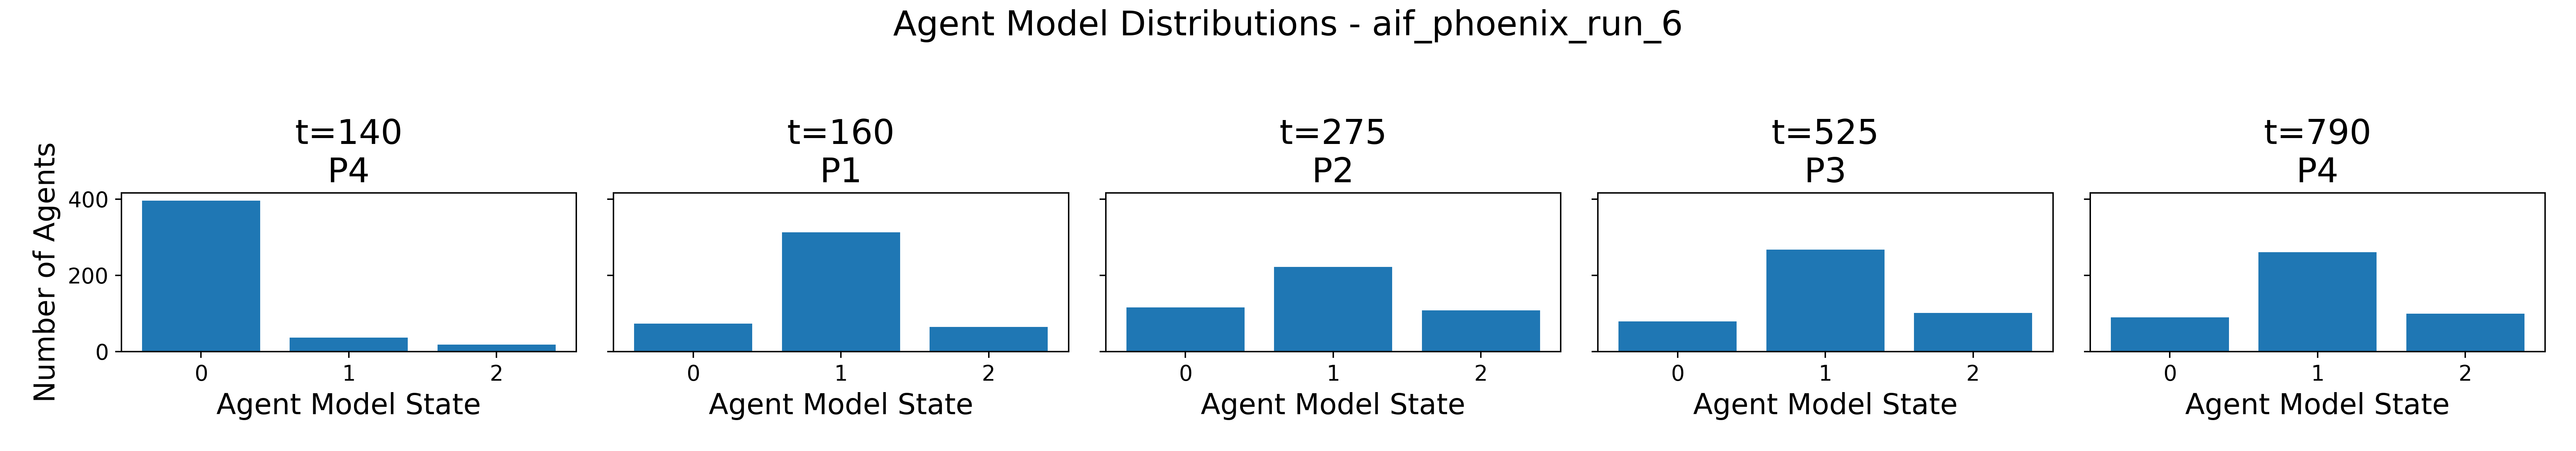 Agent Model Distributions - aif_phoenix_run_6
t=140
P4
t=160
P1
t=275
P2
t=525
P3
t=790
P4
Number of Agents
400
200
0
0 1 2
Agent Model State
0 1 2
Agent Model State
0 1 2
Agent Model State
0 1 2
Agent Model State
0 1 2
Agent Model State